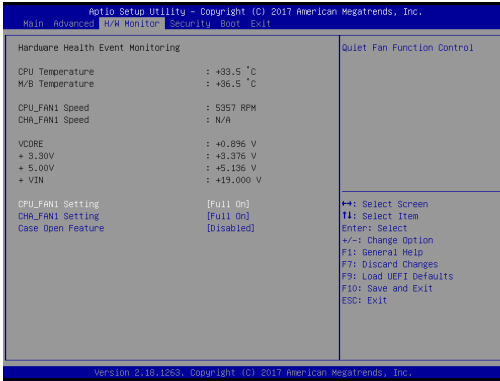 Aptio Setup Utility – Copyright (C) 2017 American Megatrends, Inc.
Main Advanced H/W Monitor Security Boot Exit
Hardware Health Event Monitoring
CPU Temperature : +33.5 °C
M/B Temperature : +36.5 °C
CPU_FAN1 Speed : 5357 RPM
CHA_FAN1 Speed : N/A
VCORE : +0.896 V
+ 3.30V : +3.376 V
+ 5.00V : +5.136 V
+ VIN : +19.000 V
CPU_FAN1 Setting [Full On]
CHA_FAN1 Setting [Full On]
Case Open Feature [Disabled]
Quiet Fan Function Control
↔: Select Screen
↑↓: Select Item
Enter: Select
+/-: Change Option
F1: General Help
F7: Discard Changes
F9: Load UEFI Defaults
F10: Save and Exit
ESC: Exit
Version 2.18.1263. Copyright (C) 2017 American Megatrends, Inc.